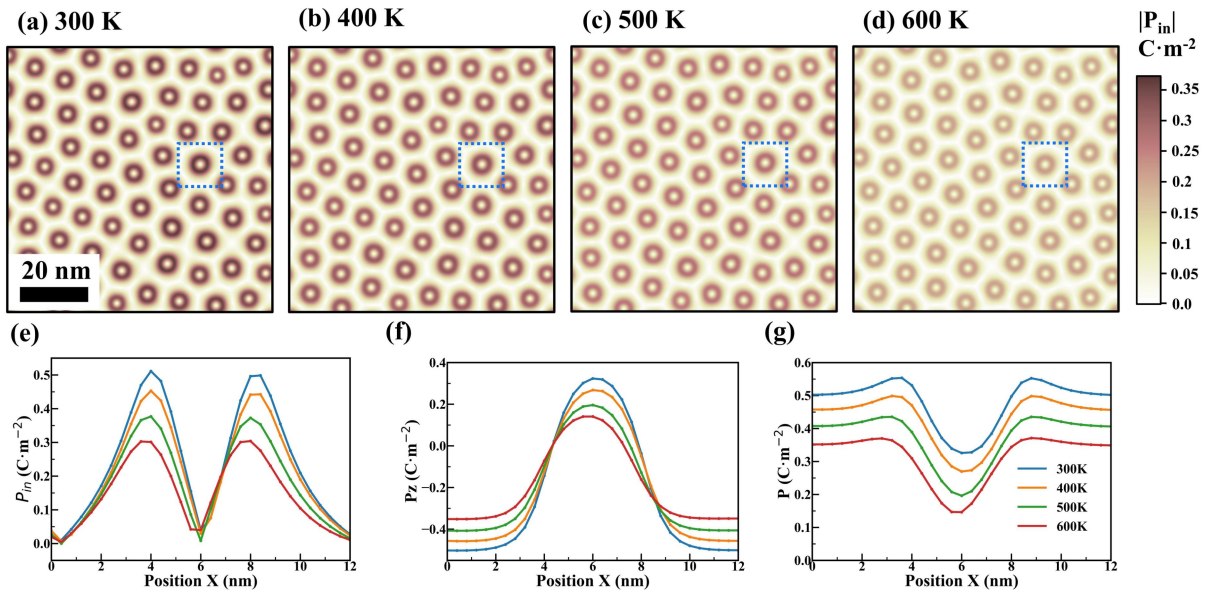 (a) 300 K
(b) 400 K
(c) 500 K
(d) 600 K
|P_in|
C·m⁻²
0.35
0.3
0.25
0.2
0.15
0.1
0.05
0.0
20 nm
(e)
0.5
0.4
0.3
0.2
0.1
0.0
P_in (C·m⁻²)
0 2 4 6 8 10 12
Position X (nm)
(f)
0.4
0.2
0.0
−0.2
−0.4
Pz (C·m⁻²)
0 2 4 6 8 10 12
Position X (nm)
(g)
0.6
0.5
0.4
0.3
0.2
0.1
0.0
P (C·m⁻²)
300K
400K
500K
600K
0 2 4 6 8 10 12
Position X (nm)